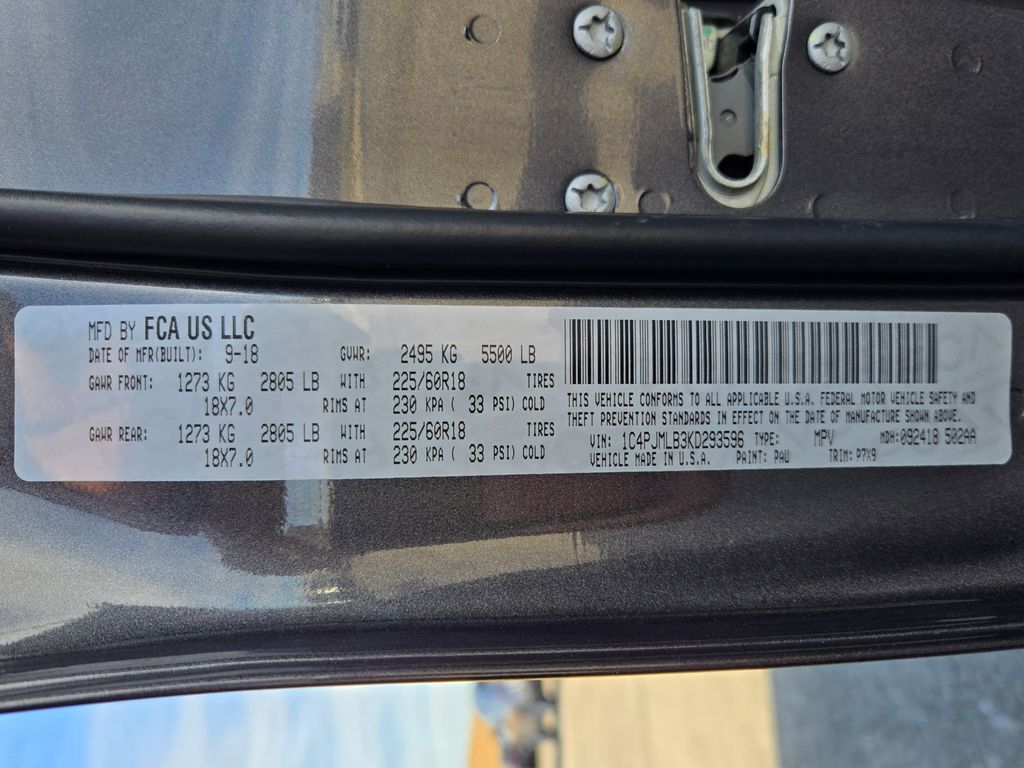 MFD BY FCA US LLC
DATE OF MFR(BUILT): 9-18 GVWR: 2495 KG 5500 LB
GAWR FRONT: 1273 KG 2805 LB WITH 225/60R18 TIRES
18X7.0 RIMS AT 230 KPA ( 33 PSI) COLD
GAWR REAR: 1273 KG 2805 LB WITH 225/60R18 TIRES
18X7.0 RIMS AT 230 KPA ( 33 PSI) COLD
THIS VEHICLE CONFORMS TO ALL APPLICABLE U.S.A. FEDERAL MOTOR VEHICLE SAFETY AND
THEFT PREVENTION STANDARDS IN EFFECT ON THE DATE OF MANUFACTURE SHOWN ABOVE.
VIN: 1C4PJMLB3KD293596 TYPE: MPV MDH:092418 502AA
VEHICLE MADE IN U.S.A. PAINT: PAU TRIM: P7X9